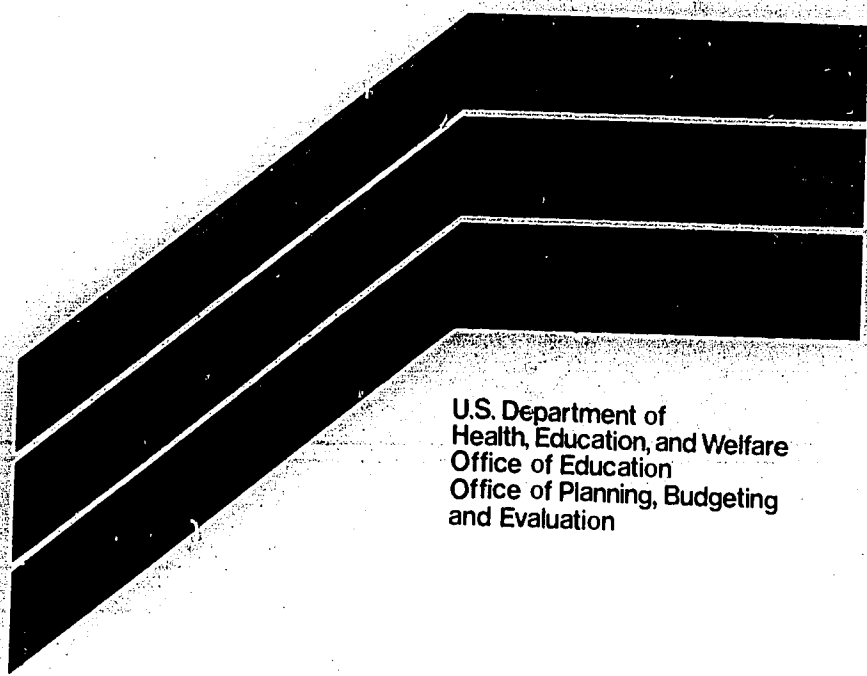 U.S. Department of
Health, Education, and Welfare
Office of Education
Office of Planning, Budgeting
and Evaluation